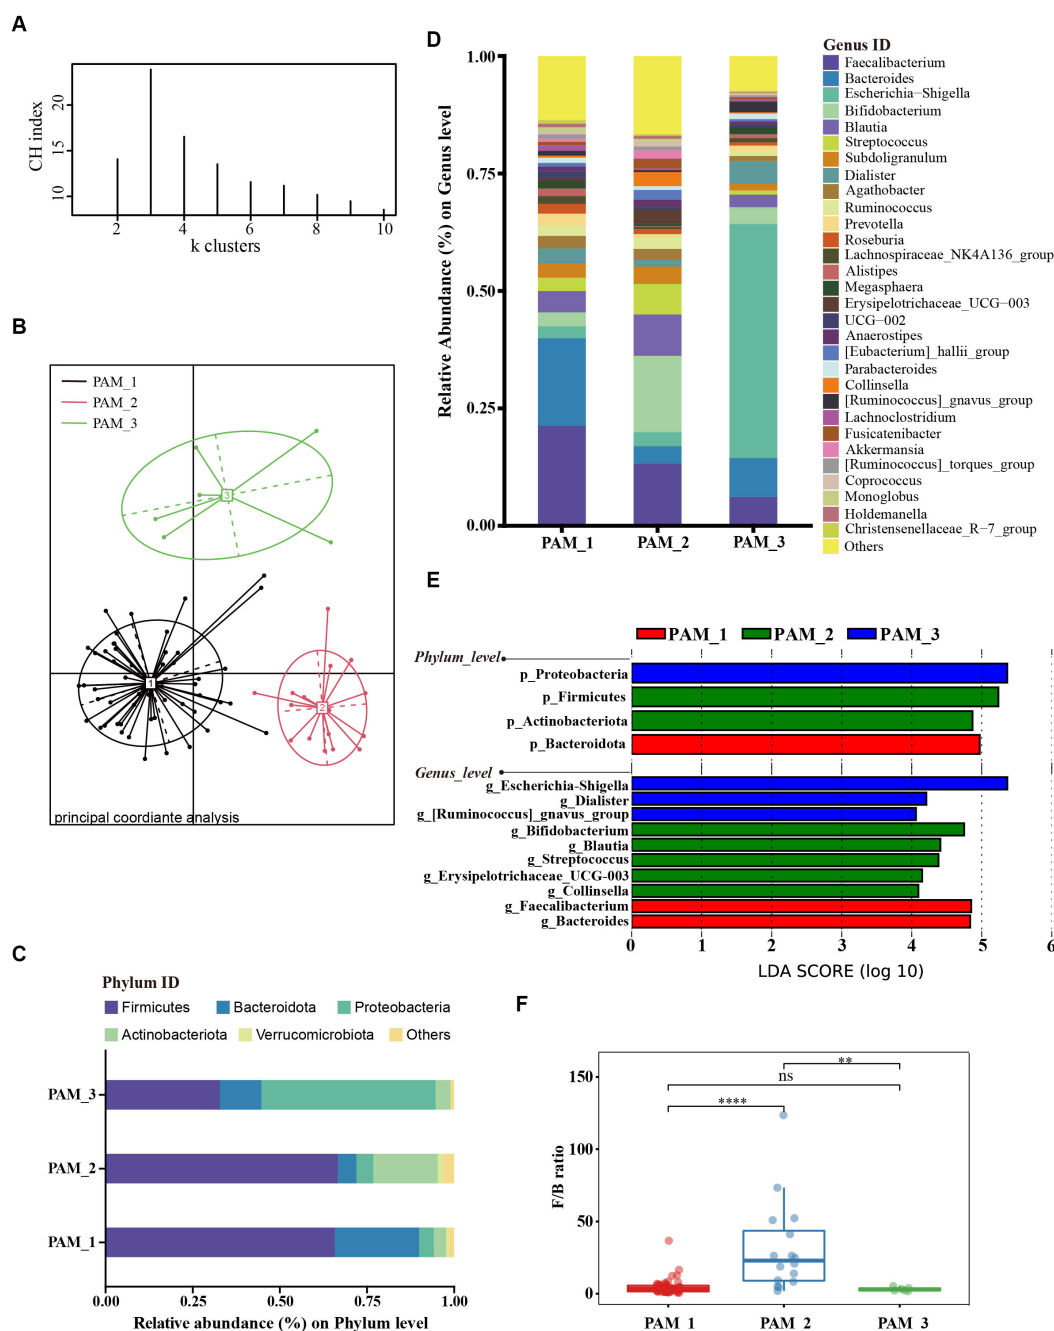 A
CH index
20
15
10
2
4
6
8
10
k clusters
B
PAM_1
PAM_2
PAM_3
3
1
2
principal coordiante analysis
C
Phylum ID
Firmicutes
Bacteroidota
Proteobacteria
Actinobacteriota
Verrucomicrobiota
Others
PAM_3
PAM_2
PAM_1
0.00
0.25
0.50
0.75
1.00
Relative abundance (%) on Phylum level
D
Relative Abundance (%) on Genus level
1.00
0.75
0.50
0.25
0.00
PAM_1
PAM_2
PAM_3
Genus ID
Faecalibacterium
Bacteroides
Escherichia−Shigella
Bifidobacterium
Blautia
Streptococcus
Subdoligranulum
Dialister
Agathobacter
Ruminococcus
Prevotella
Roseburia
Lachnospiraceae_NK4A136_group
Alistipes
Megasphaera
Erysipelotrichaceae_UCG−003
UCG−002
Anaerostipes
[Eubacterium]_hallii_group
Parabacteroides
Collinsella
[Ruminococcus]_gnavus_group
Lachnoclostridium
Fusicatenibacter
Akkermansia
[Ruminococcus]_torques_group
Coprococcus
Monoglobus
Holdemanella
Christensenellaceae_R−7_group
Others
E
PAM_1
PAM_2
PAM_3
Phylum_level
p_Proteobacteria
p_Firmicutes
p_Actinobacteriota
p_Bacteroidota
Genus_level
g_Escherichia-Shigella
g_Dialister
g_[Ruminococcus]_gnavus_group
g_Bifidobacterium
g_Blautia
g_Streptococcus
g_Erysipelotrichaceae_UCG-003
g_Collinsella
g_Faecalibacterium
g_Bacteroides
0
1
2
3
4
5
6
LDA SCORE (log 10)
F
F/B ratio
150
100
50
0
**
ns
****
PAM_1
PAM_2
PAM_3